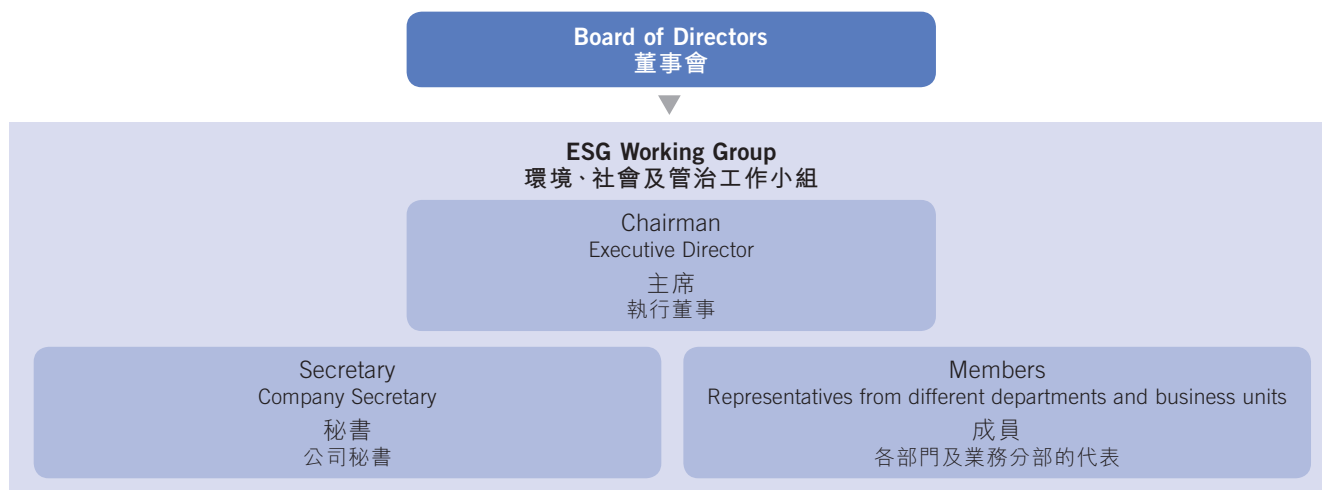 Board of Directors
董事會
ESG Working Group
環境、社會及管治工作小組
Chairman
Executive Director
主席
執行董事
Secretary
Company Secretary
秘書
公司秘書
Members
Representatives from different departments and business units
成員
各部門及業務分部的代表